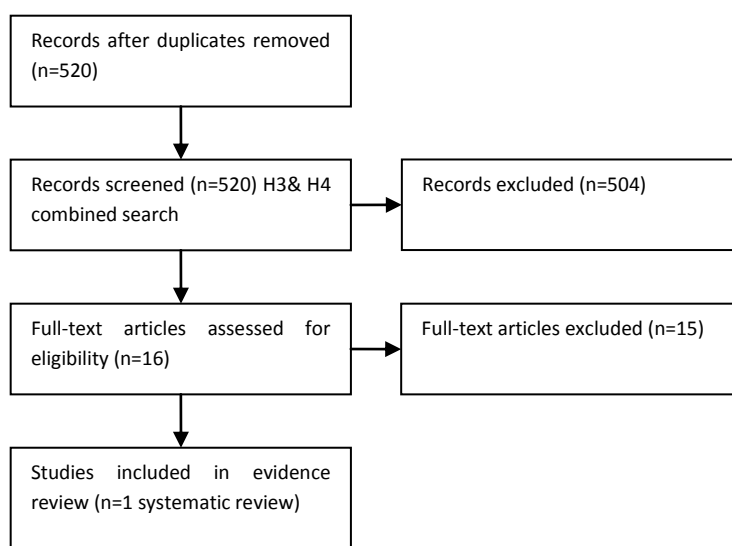 Records after duplicates removed
(n=520)
Records screened (n=520) H3& H4
combined search
Records excluded (n=504)
Full-text articles assessed for
eligibility (n=16)
Full-text articles excluded (n=15)
Studies included in evidence
review (n=1 systematic review)